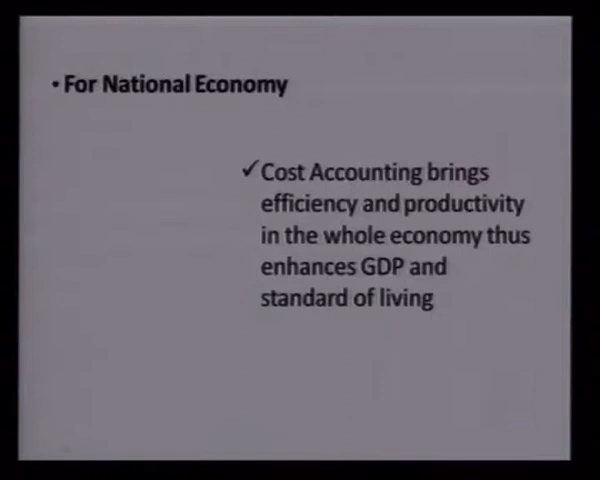 • For National Economy
✓Cost Accounting brings
efficiency and productivity
in the whole economy thus
enhances GDP and
standard of living